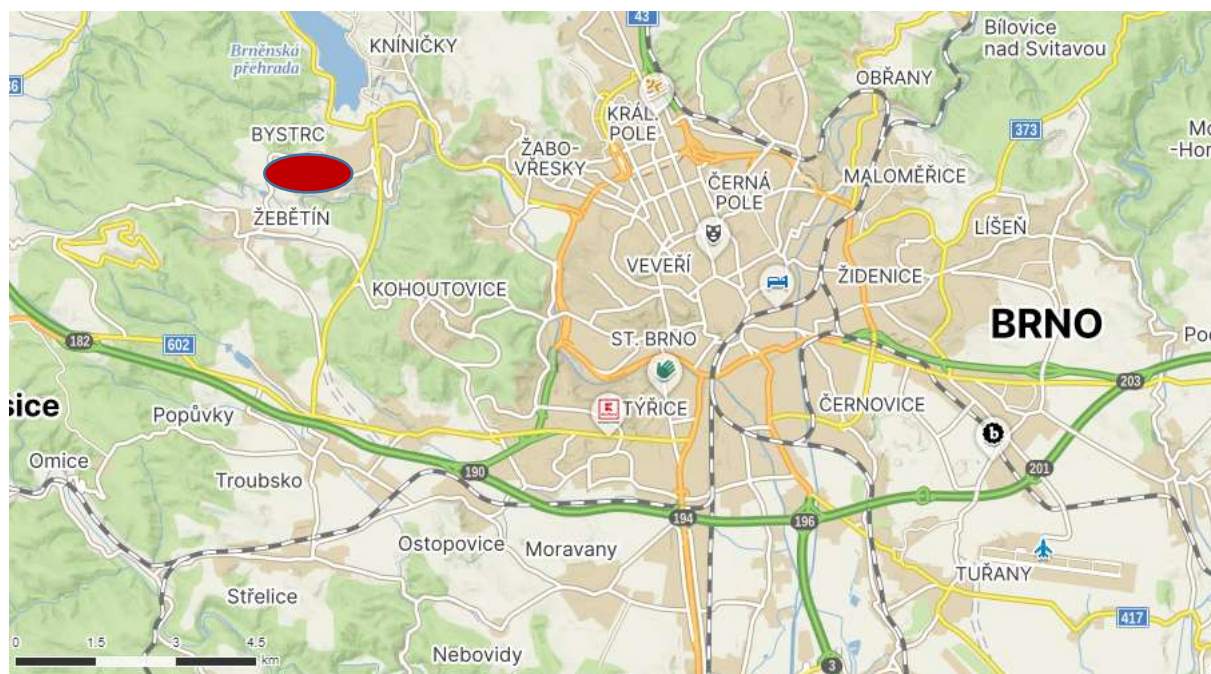 43
Bílovice
nad Svitavou
KNÍNIČKY
Brněnská
přehrada
OBŘANY
KRÁL.
POLE
373
BYSTRC
ŽABO-
VŘESKY
ČERNÁ
POLE
MALOMĚŘICE
ŽEBĚTÍN
LÍŠEŇ
VEVEŘÍ
ŽIDENICE
KOHOUTOVICE
BRNO
182
602
ST. BRNO
203
Popůvky
TÝŘICE
ČERNOVICE
b
Omice
190
201
Troubsko
194
196
Ostopovice
Moravany
TUŘANY
Střelice
417
0 1.5 3 4.5
km
Nebovidy
3